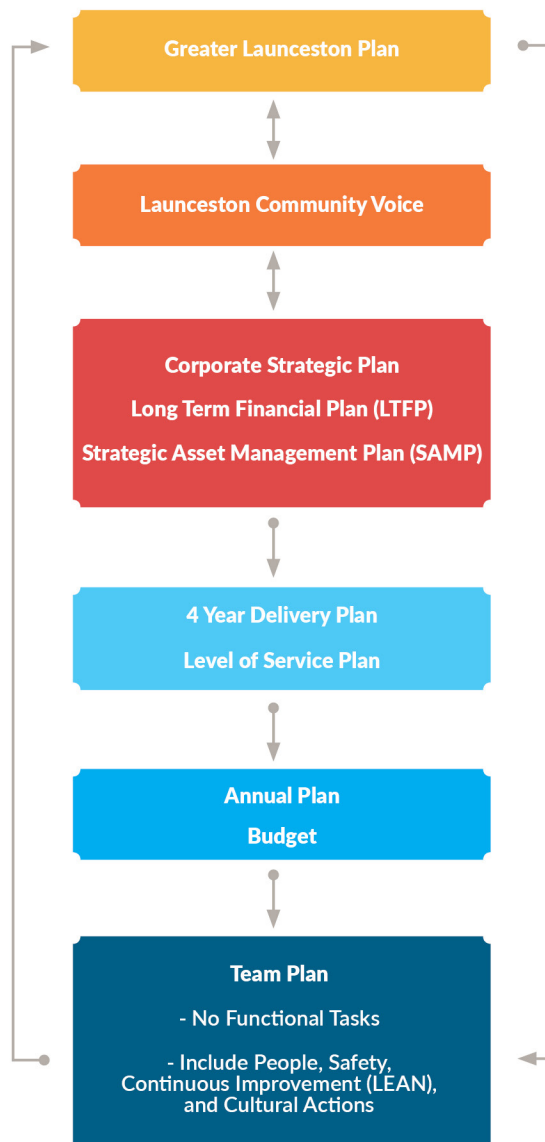 Greater Launceston Plan
Launceston Community Voice
Corporate Strategic Plan
Long Term Financial Plan (LTFP)
Strategic Asset Management Plan (SAMP)
4 Year Delivery Plan
Level of Service Plan
Annual Plan
Budget
Team Plan
- No Functional Tasks
- Include People, Safety,
Continuous Improvement (LEAN),
and Cultural Actions